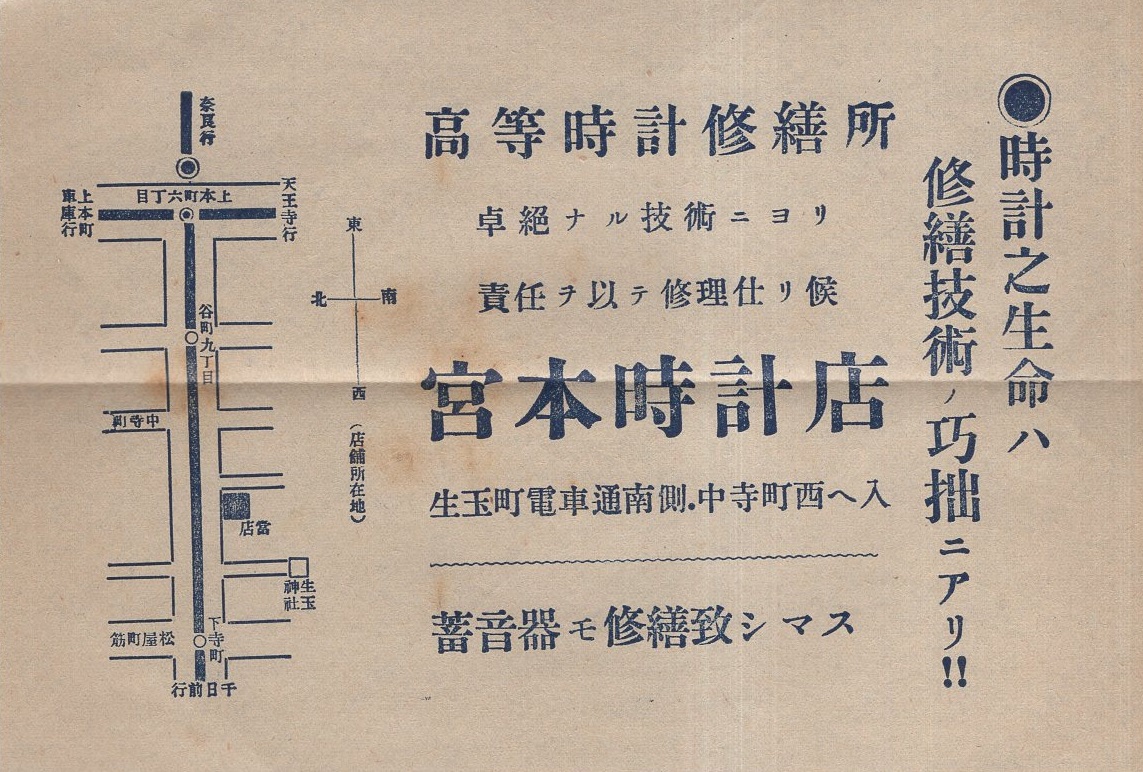 ◉時計之生命ハ
修繕技術ノ巧拙ニアリ!!
高等時計修繕所
卓絶ナル技術ニヨリ
責任ヲ以テ修理仕リ候
宮本時計店
生玉町電車通南側.中寺町西へ入
蓄音器モ修繕致シマス
東
北
南
西
(店舗所在地)
奈良行
天王寺行
上本町六丁目
上本町
車庫行
谷町九丁目
中寺町
當店
生玉
神社
下寺町
松屋町筋
千日前行